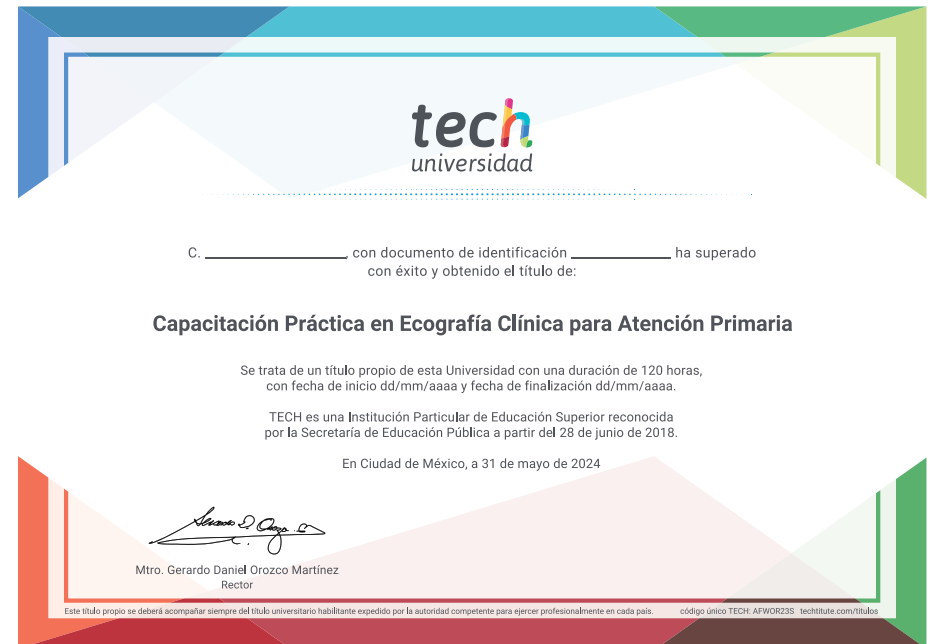 tech
universidad
C. ____________, con documento de identificación ____________ ha superado
con éxito y obtenido el título de:
Capacitación Práctica en Ecografía Clínica para Atención Primaria
Se trata de un título propio de esta Universidad con una duración de 120 horas,
con fecha de inicio dd/mm/aaaa y fecha de finalización dd/mm/aaaa.
TECH es una Institución Particular de Educación Superior reconocida
por la Secretaría de Educación Pública a partir del 28 de junio de 2018.
En Ciudad de México, a 31 de mayo de 2024
Mtro. Gerardo Daniel Orozco Martínez
Rector
Este título propio se deberá acompañar siempre del título universitario habilitante expedido por la autoridad competente para ejercer profesionalmente en cada país. código único TECH: AFWOR23S techtitute.com/titulos